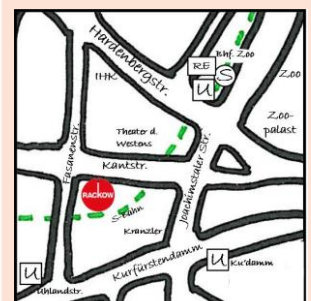 Hardenbergstr.
Bhf. Zoo
RE
S
U
IHK
Zoo
Zoo-
palast
Theater d.
Westens
Fasanenstr.
Kantstr.
Joachimstaler Str.
RACKOW
S-Bahn
Kranzler
Kurfürstendamm
U
Uhlandstr.
U
Ku'damm